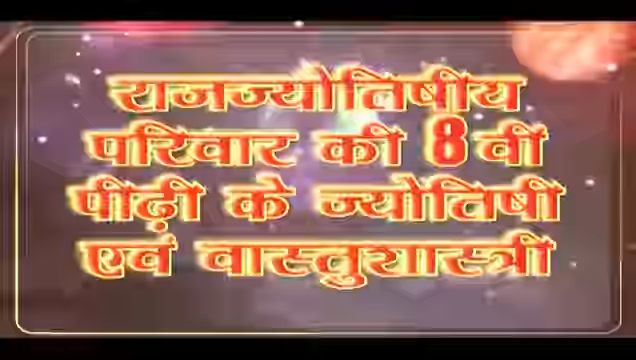 राजज्योतिषीय
परिवार की 8 वी
पीढ़ी के ज्योतिषी
एवं वास्तुशास्त्री